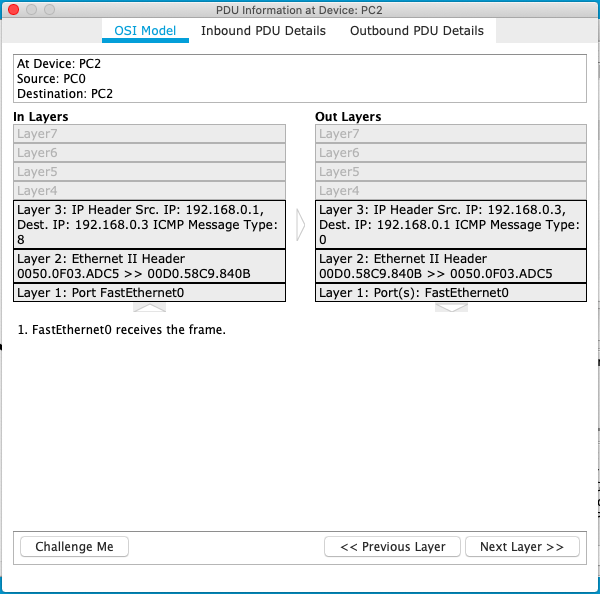 PDU Information at Device: PC2
OSI Model
Inbound PDU Details
Outbound PDU Details
At Device: PC2
Source: PC0
Destination: PC2
In Layers
Layer7
Layer6
Layer5
Layer4
Layer 3: IP Header Src. IP: 192.168.0.1,
Dest. IP: 192.168.0.3 ICMP Message Type:
8
Layer 2: Ethernet II Header
0050.0F03.ADC5 >> 00D0.58C9.840B
Layer 1: Port FastEthernet0
Out Layers
Layer7
Layer6
Layer5
Layer4
Layer 3: IP Header Src. IP: 192.168.0.3,
Dest. IP: 192.168.0.1 ICMP Message Type:
0
Layer 2: Ethernet II Header
00D0.58C9.840B >> 0050.0F03.ADC5
Layer 1: Port(s): FastEthernet0
1. FastEthernet0 receives the frame.
Challenge Me
<< Previous Layer
Next Layer >>